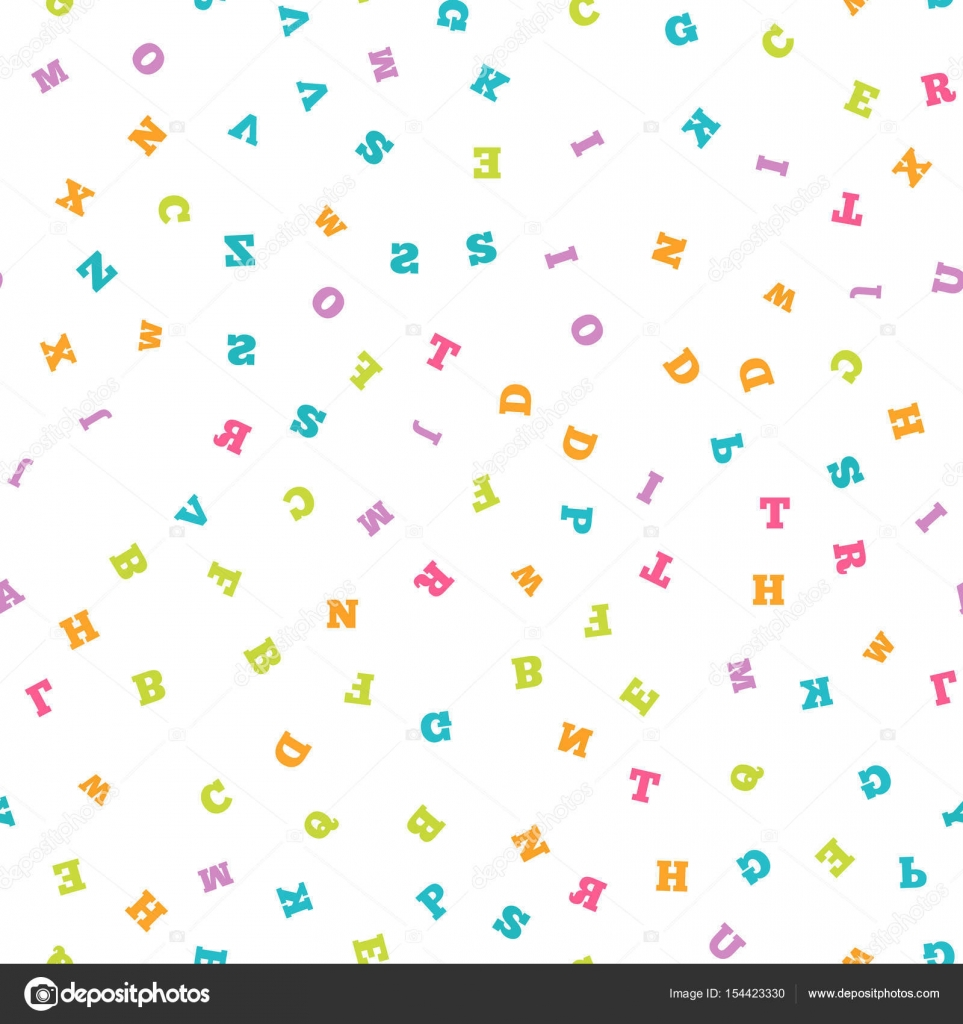 V G C G
M O M K C E R
N V V S E I K I X
X C W T
N Z S S I N U
O O W J
X W S F T D D C
J R S J D D P H
J V C M F P I T S I
B F R W T H R
A H N F W
L B B F B M E K L
D G N T Q G
W C Q B N
E M K R H G E P
H P S U
E
depositphotos
Image ID: 154423330 www.depositphotos.com